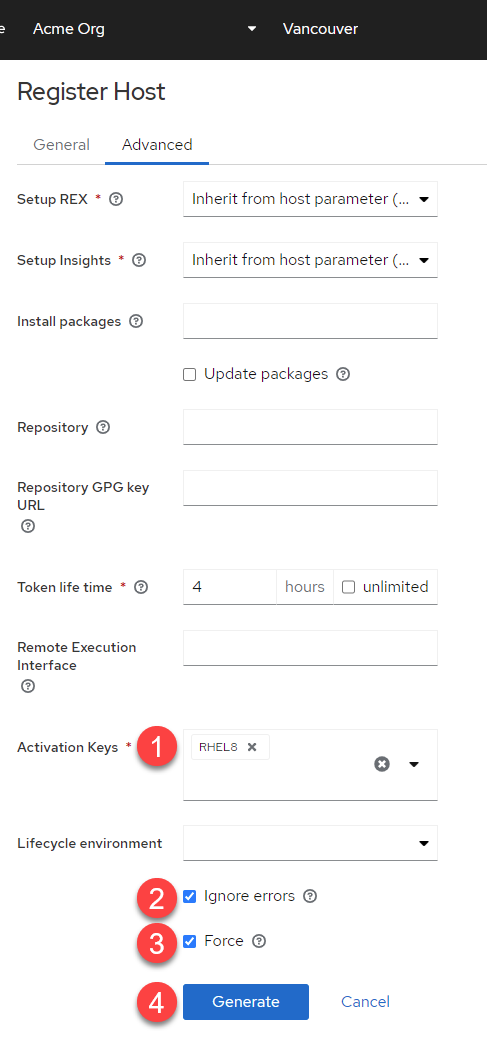 e Acme Org Vancouver
Register Host
General Advanced
Setup REX * Inherit from host parameter (...
Setup Insights * Inherit from host parameter (...
Install packages
Update packages
Repository
Repository GPG key
URL
Token life time * 4 hours unlimited
Remote Execution
Interface
Activation Keys * 1 RHEL8
Lifecycle environment
2 Ignore errors
3 Force
4 Generate Cancel